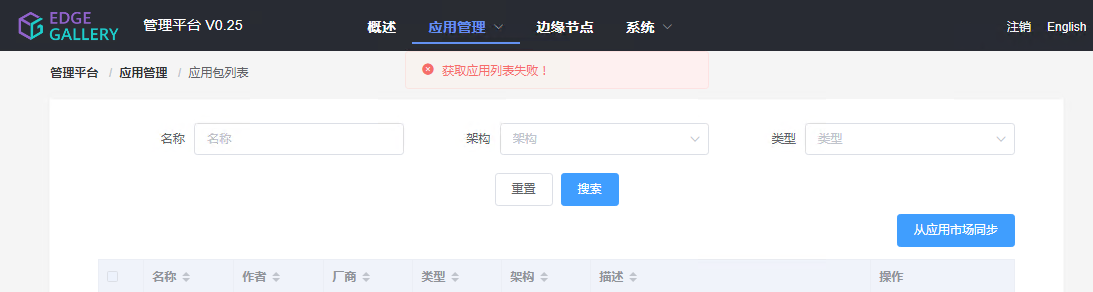 EDGE GALLERY 管理平台 V0.25 概述 应用管理 边缘节点 系统 注销 English
获取应用列表失败！
管理平台 / 应用管理 / 应用包列表
名称 名称 架构 架构 类型 类型
重置 搜索
从应用市场同步
名称 作者 厂商 类型 架构 描述 操作